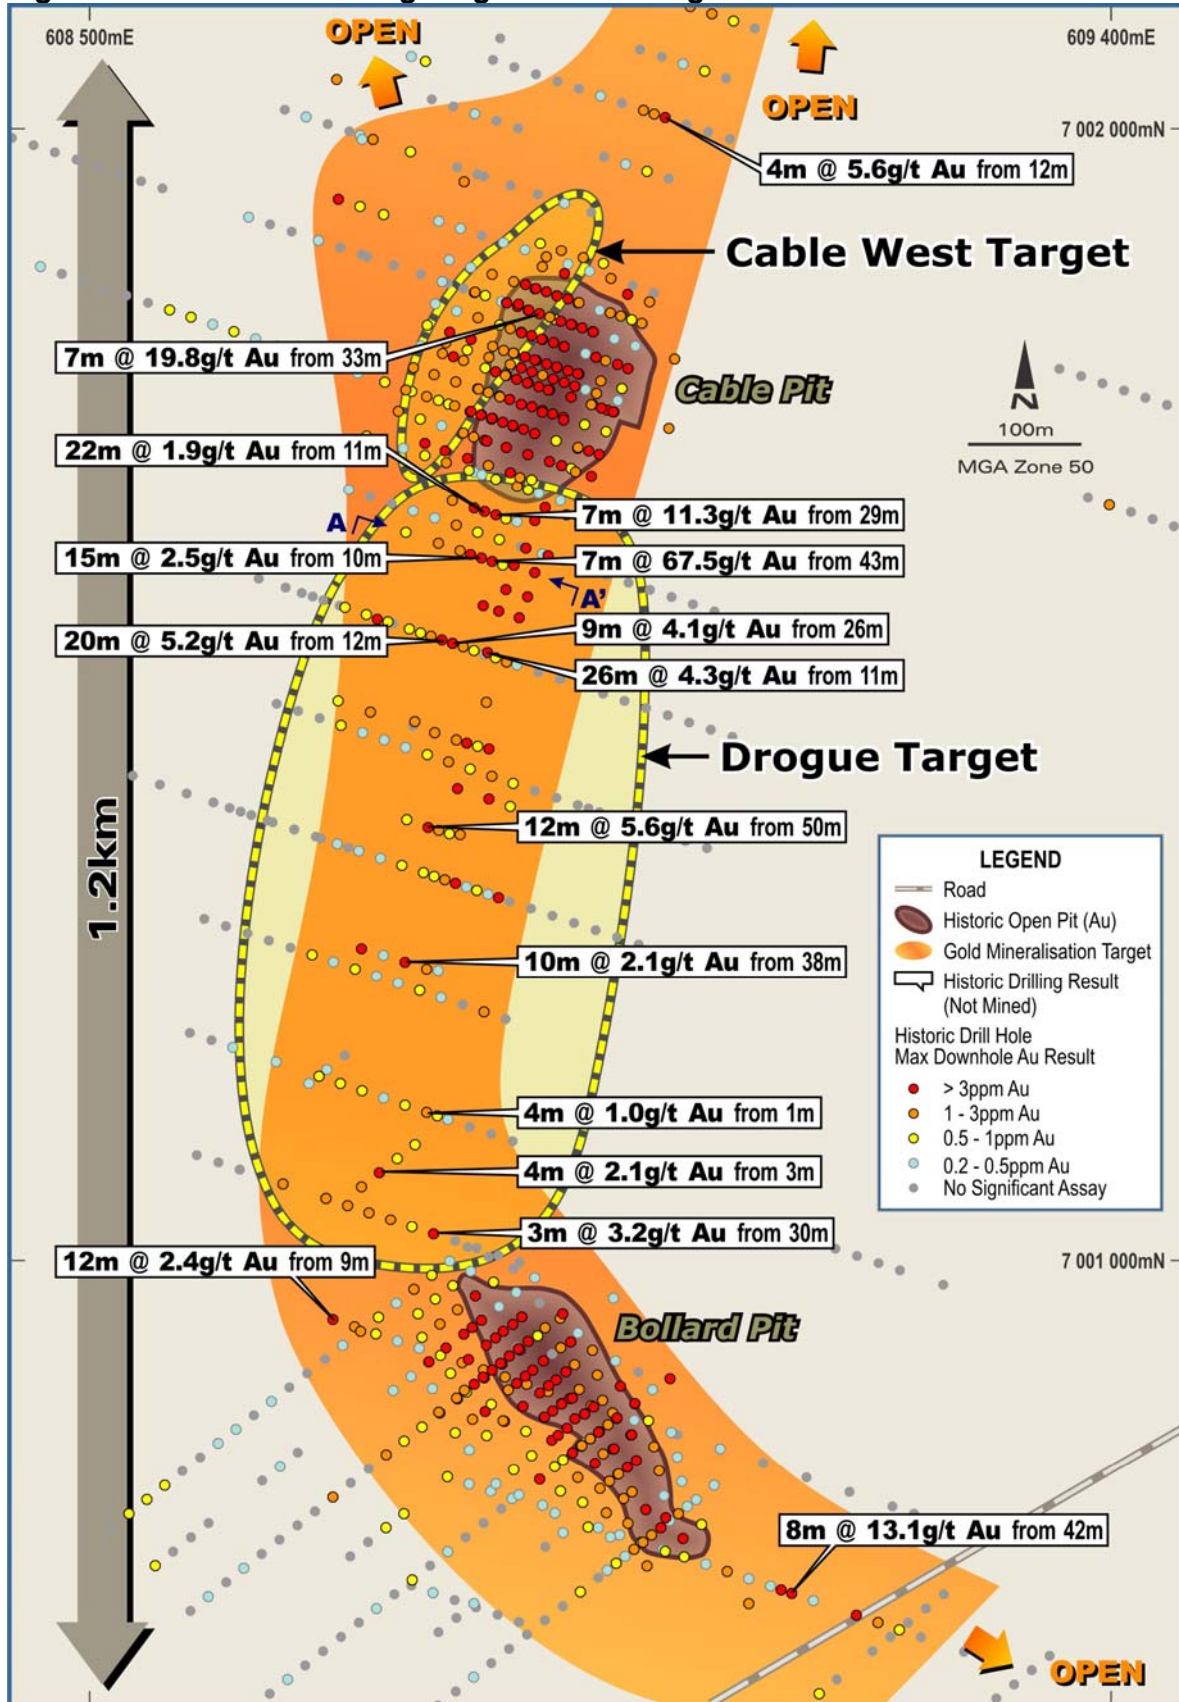 608 500mE
OPEN
609 400mE
OPEN
7 002 000mN
4m @ 5.6g/t Au from 12m
Cable West Target
7m @ 19.8g/t Au from 33m
Cable Pit
N
100m
MGA Zone 50
22m @ 1.9g/t Au from 11m
A
7m @ 11.3g/t Au from 29m
15m @ 2.5g/t Au from 10m
7m @ 67.5g/t Au from 43m
A'
20m @ 5.2g/t Au from 12m
9m @ 4.1g/t Au from 26m
26m @ 4.3g/t Au from 11m
Drogue Target
1.2km
12m @ 5.6g/t Au from 50m
LEGEND
Road
Historic Open Pit (Au)
Gold Mineralisation Target
Historic Drilling Result
(Not Mined)
Historic Drill Hole
Max Downhole Au Result
> 3ppm Au
1 - 3ppm Au
0.5 - 1ppm Au
0.2 - 0.5ppm Au
No Significant Assay
10m @ 2.1g/t Au from 38m
4m @ 1.0g/t Au from 1m
4m @ 2.1g/t Au from 3m
3m @ 3.2g/t Au from 30m
12m @ 2.4g/t Au from 9m
7 001 000mN
Bollard Pit
8m @ 13.1g/t Au from 42m
OPEN